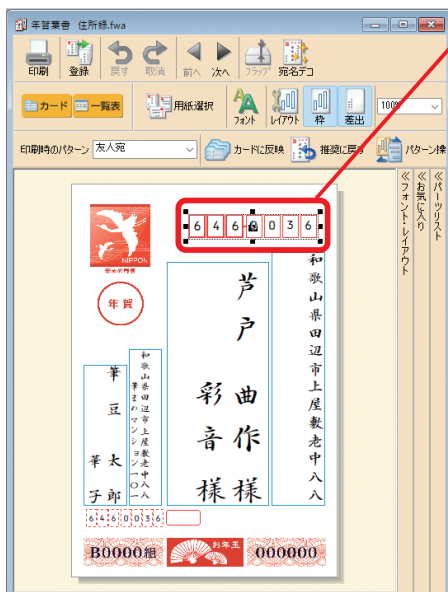 年賀葉書 住所録.fwa
印刷 登録 戻す 取消 前へ 次へ フラップ 宛名デコ
カード 一覧表 用紙選択 フォント レイアウト 枠 差出 100%
印刷時のパターン 友人宛 カードに反映 推奨に戻す パターン操
≪パーツリスト
≪お気に入り
≪フォント・レイアウト
6460036
NIPPON
年賀
和歌山県田辺市上屋敷老中八八
芦戸 曲作様
彩音様
和歌山県田辺市上屋敷老中八八
筆まめマンション一〇一
筆豆 太郎
華子
6460036
B0000組 お年玉 000000